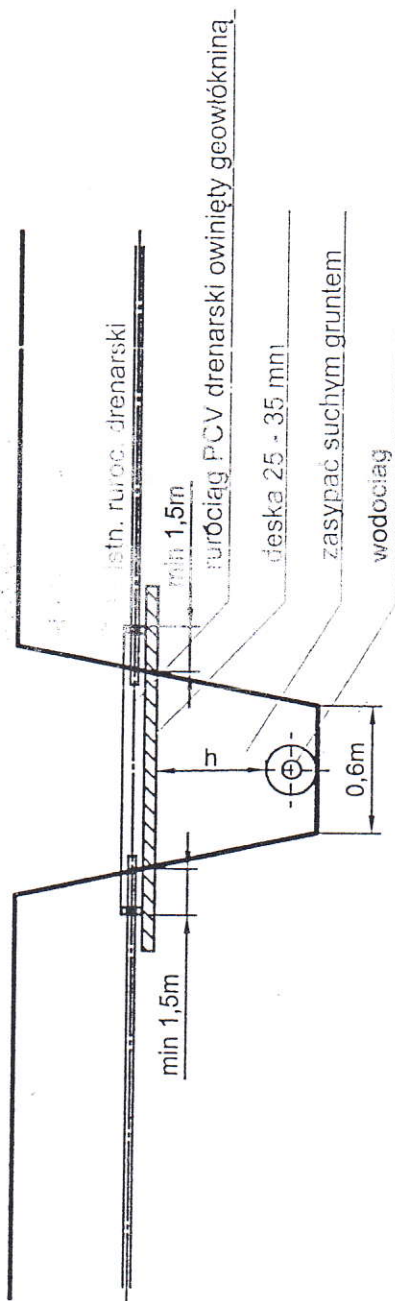 istn. ruroc. drenarski
min 1,5m
rurociąg PCV drenarski owinięty geowłókniną
deska 25 - 35 mm
zasypać suchym gruntem
wodociąg
h
0,6m
min 1,5m